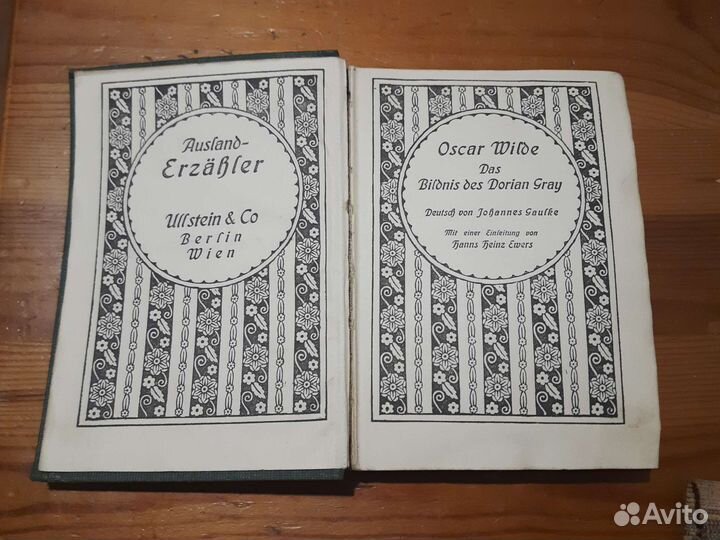 Ausland-
Erzähler
Ullstein & Co
Berlin
Wien
Oscar Wilde
Das
Bildnis des Dorian Gray
Deutsch von Johannes Gaulke
Mit einer Einleitung von
Hanns Heinz Ewers
Avito